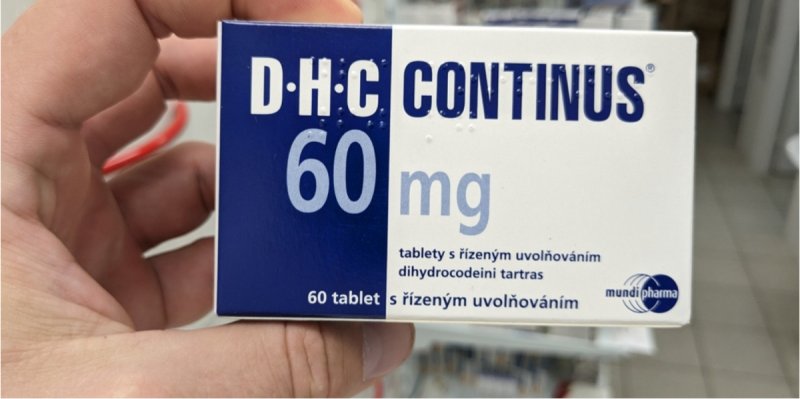 D·H·C CONTINUS®
60 mg
tablety s řízeným uvolňováním
dihydrocodeini tartras
60 tablet s řízeným uvolňováním
mundipharma